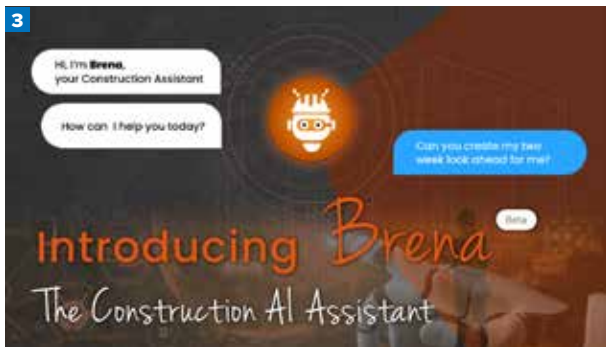 3
Hi, I'm Brena,
your Construction Assistant
How can I help you today?
Can you create my two
week look ahead for me?
Introducing Brena
Beta
The Construction AI Assistant